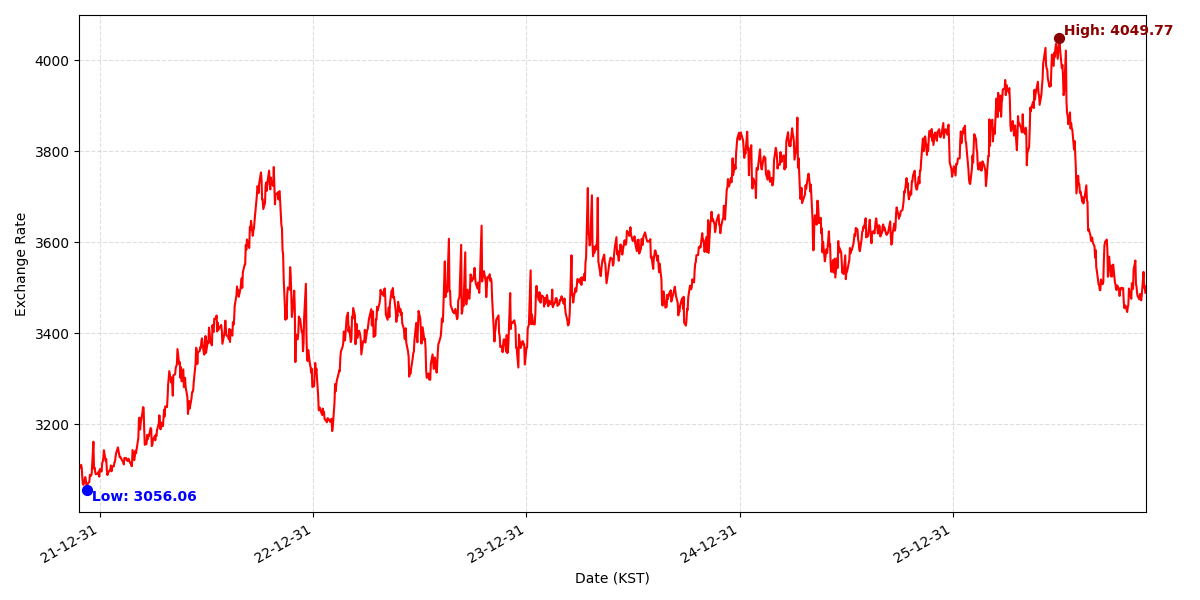 High: 4049.77
4000
3800
3600
3400
3200
Exchange Rate
Low: 3056.06
21-12-31
22-12-31
23-12-31
24-12-31
25-12-31
Date (KST)